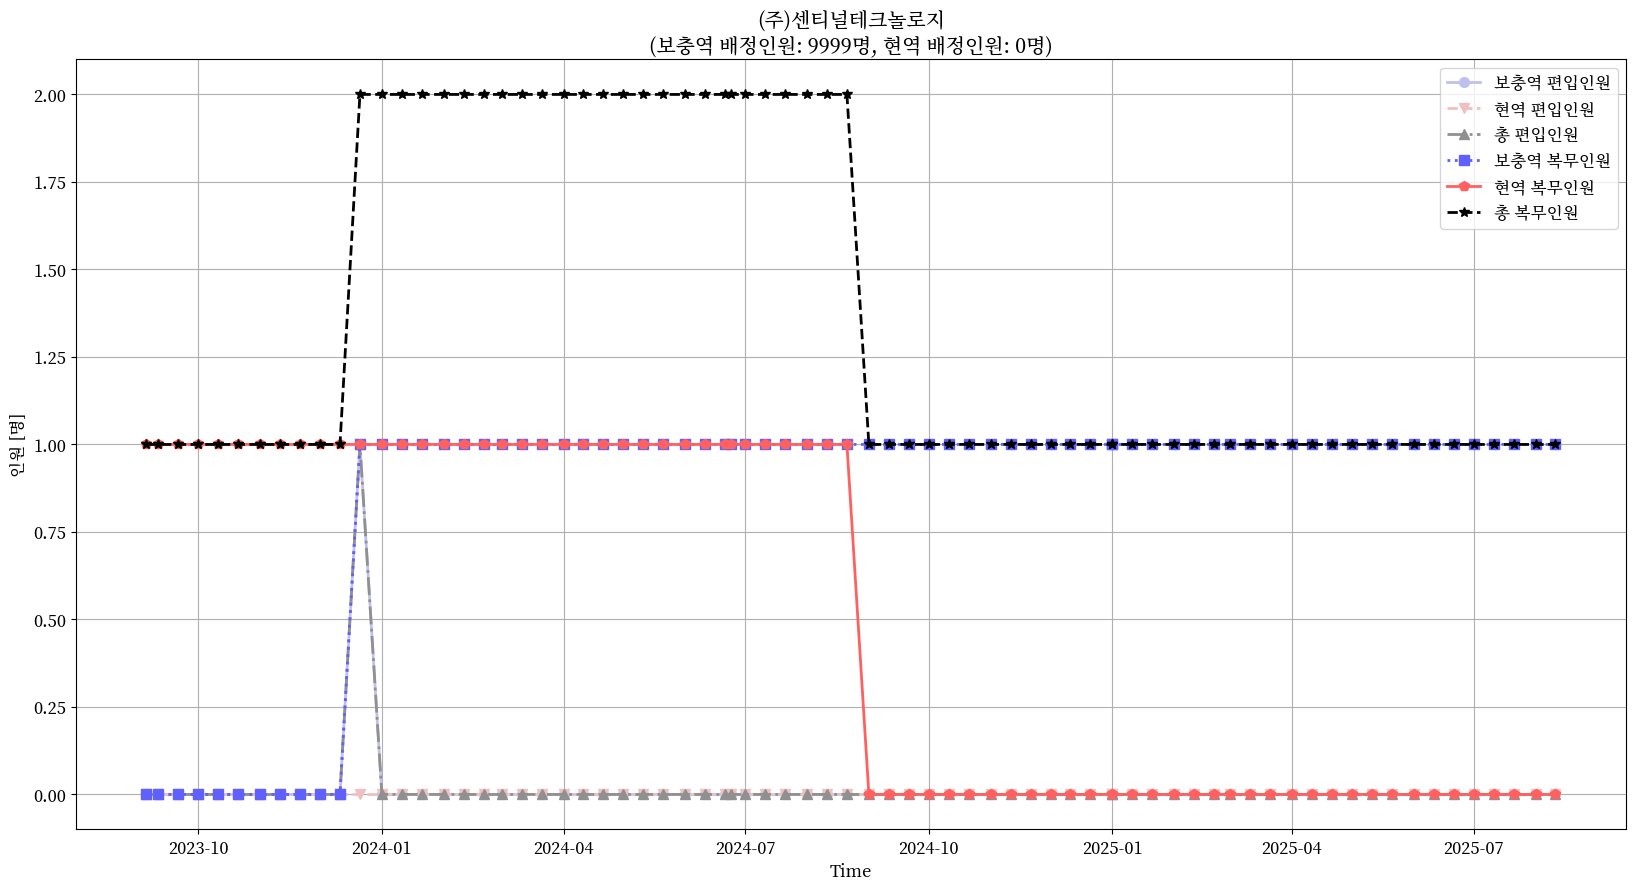 (주)센티널테크놀로지
(보충역 배정인원: 9999명, 현역 배정인원: 0명)
보충역 편입인원
현역 편입인원
총 편입인원
보충역 복무인원
현역 복무인원
총 복무인원
인원 [명]
2.00
1.75
1.50
1.25
1.00
0.75
0.50
0.25
0.00
2023-10
2024-01
2024-04
2024-07
2024-10
2025-01
2025-04
2025-07
Time